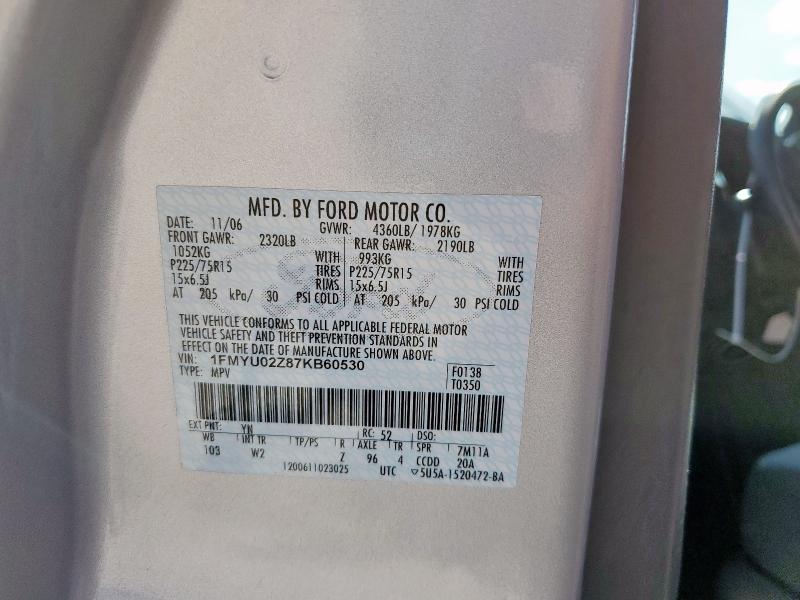 MFD. BY FORD MOTOR CO.
DATE: 11/06 GVWR: 4360LB/ 1978KG
FRONT GAWR: 2320LB REAR GAWR: 2190LB
1052KG WITH 993KG WITH
P225/75R15 TIRES P225/75R15 TIRES
15x6.5J RIMS 15x6.5J RIMS
AT 205 kPa/ 30 PSI COLD AT 205 kPa/ 30 PSI COLD
THIS VEHICLE CONFORMS TO ALL APPLICABLE FEDERAL MOTOR
VEHICLE SAFETY AND THEFT PREVENTION STANDARDS IN
EFFECT ON THE DATE OF MANUFACTURE SHOWN ABOVE.
VIN: 1FMYU02Z87KB60530 F0138
TYPE: MPV T0350
EXT PNT: YN RC: 52 DSO:
WB INT TR TP/PS R AXLE TR SPR 7M11A
103 W2 Z 96 4 CCDD 20A
1200611023025 UTC ▽5U5A-1520472-BA